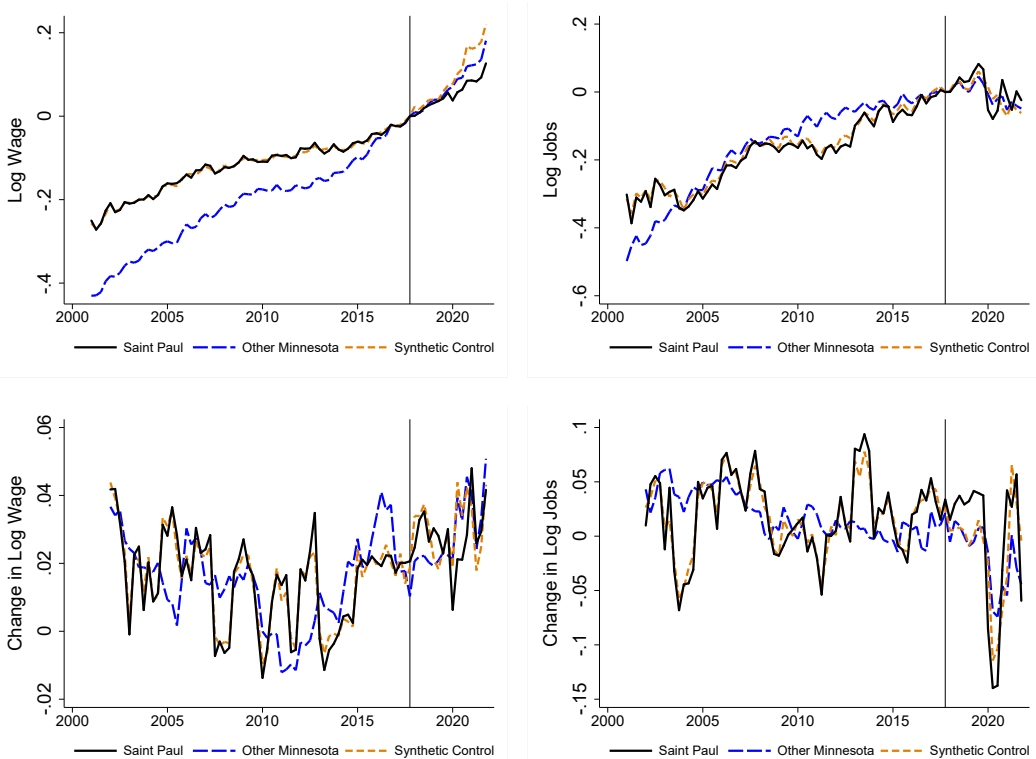 Log Wage
.2
0
-.2
-.4
2000 2005 2010 2015 2020
Saint Paul Other Minnesota Synthetic Control
Log Jobs
.2
0
-.2
-.4
-.6
2000 2005 2010 2015 2020
Saint Paul Other Minnesota Synthetic Control
Change in Log Wage
.06
.04
.02
0
-.02
2000 2005 2010 2015 2020
Saint Paul Other Minnesota Synthetic Control
Change in Log Jobs
.1
.05
0
-.05
-.1
-.15
2000 2005 2010 2015 2020
Saint Paul Other Minnesota Synthetic Control